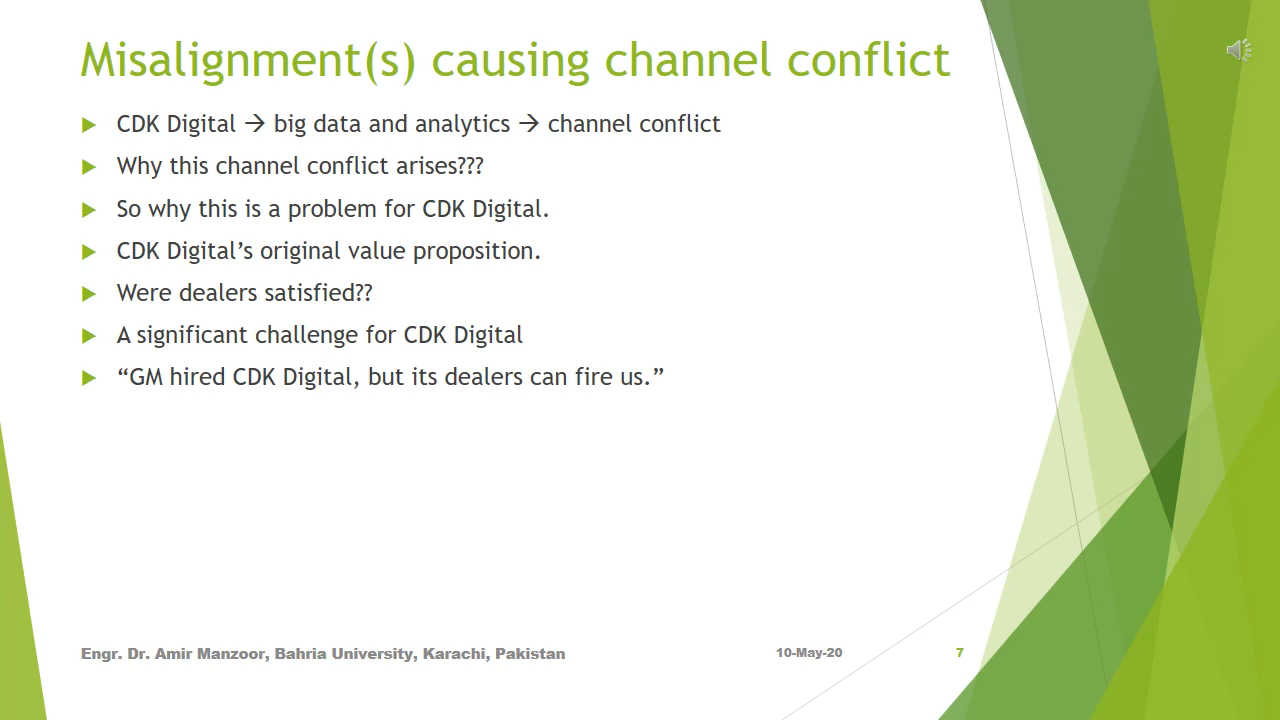 Misalignment(s) causing channel conflict
CDK Digital → big data and analytics → channel conflict
Why this channel conflict arises???
So why this is a problem for CDK Digital.
CDK Digital’s original value proposition.
Were dealers satisfied??
A significant challenge for CDK Digital
“GM hired CDK Digital, but its dealers can fire us.”
Engr. Dr. Amir Manzoor, Bahria University, Karachi, Pakistan
10-May-20
7